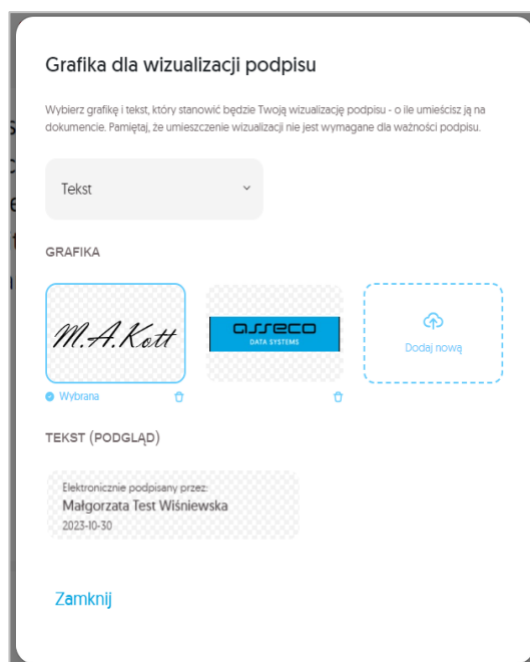 Grafika dla wizualizacji podpisu
Wybierz grafikę i tekst, który stanowić będzie Twoją wizualizację podpisu - o ile umieścisz ją na
dokumencie. Pamiętaj, że umieszczenie wizualizacji nie jest wymagane dla ważności podpisu.
Tekst
GRAFIKA
M.A.Kott
asseco
DATA SYSTEMS
Dodaj nową
Wybrana
TEKST (PODGLĄD)
Elektronicznie podpisany przez:
Małgorzata Test Wiśniewska
2023-10-30
Zamknij